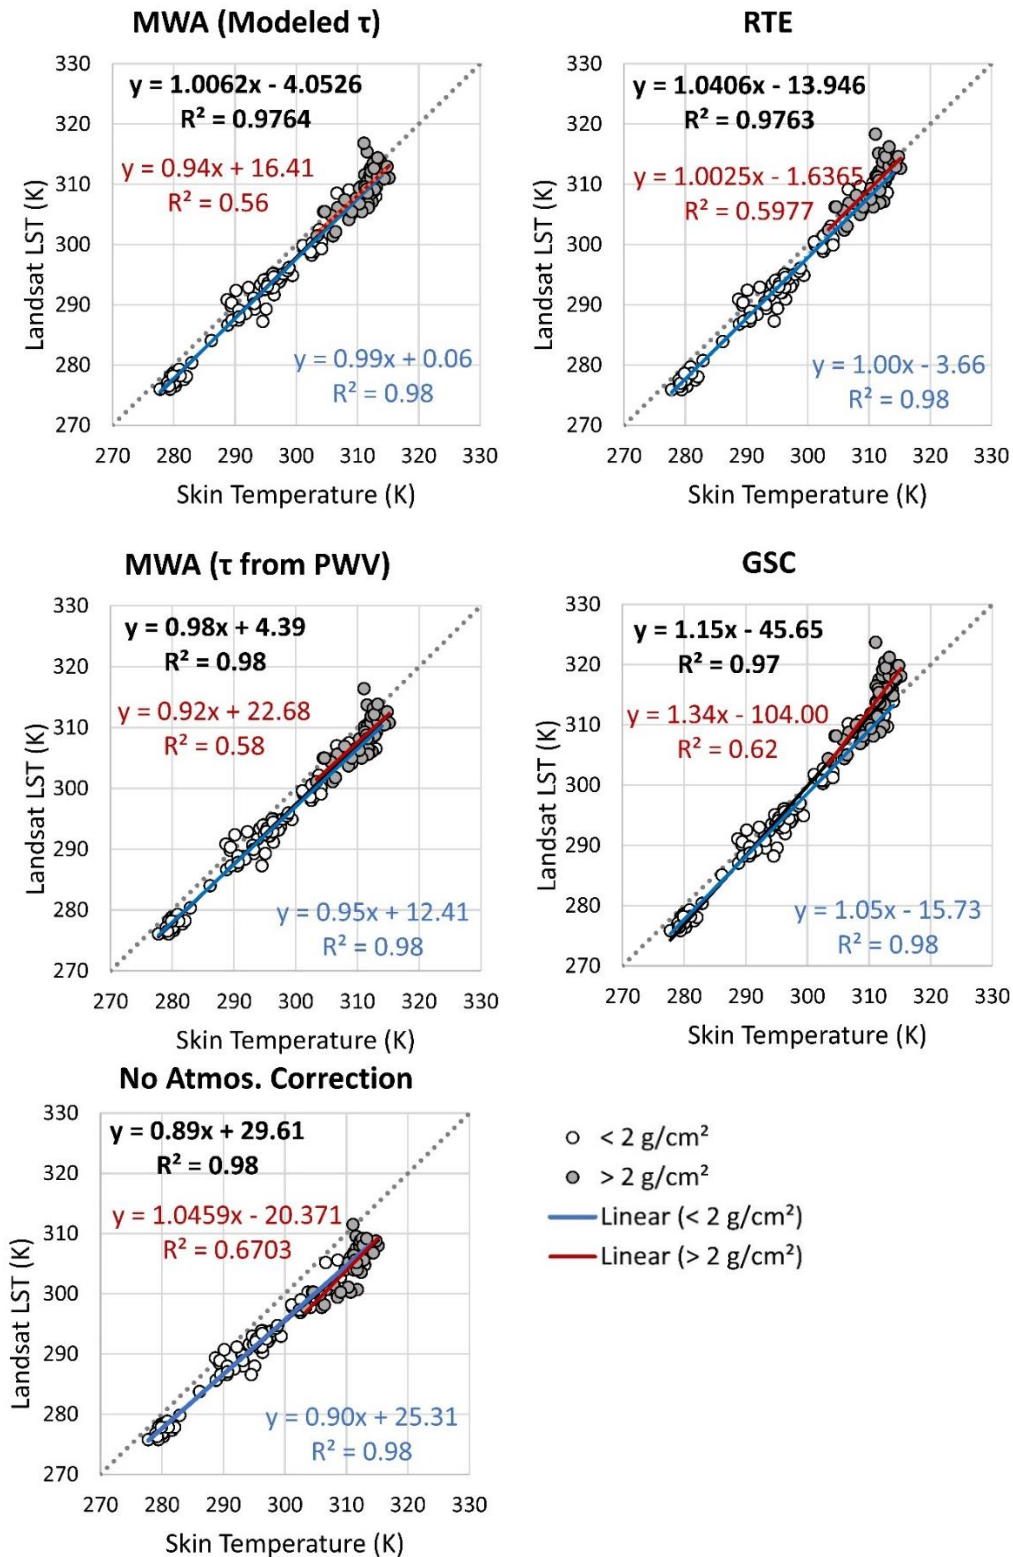 MWA (Modeled τ)
330
320
310
300
290
280
270
Landsat LST (K)
y = 1.0062x - 4.0526
R² = 0.9764
y = 0.94x + 16.41
R² = 0.56
y = 0.99x + 0.06
R² = 0.98
270 280 290 300 310 320 330
Skin Temperature (K)
RTE
330
320
310
300
290
280
270
Landsat LST (K)
y = 1.0406x - 13.946
R² = 0.9763
y = 1.0025x - 1.6365
R² = 0.5977
y = 1.00x - 3.66
R² = 0.98
270 280 290 300 310 320 330
Skin Temperature (K)
MWA (τ from PWV)
330
320
310
300
290
280
270
Landsat LST (K)
y = 0.98x + 4.39
R² = 0.98
y = 0.92x + 22.68
R² = 0.58
y = 0.95x + 12.41
R² = 0.98
270 280 290 300 310 320 330
Skin Temperature (K)
GSC
330
320
310
300
290
280
270
Landsat LST (K)
y = 1.15x - 45.65
R² = 0.97
y = 1.34x - 104.00
R² = 0.62
y = 1.05x - 15.73
R² = 0.98
270 280 290 300 310 320 330
Skin Temperature (K)
No Atmos. Correction
330
320
310
300
290
280
270
Landsat LST (K)
y = 0.89x + 29.61
R² = 0.98
y = 1.0459x - 20.371
R² = 0.6703
y = 0.90x + 25.31
R² = 0.98
270 280 290 300 310 320 330
Skin Temperature (K)
< 2 g/cm²
> 2 g/cm²
Linear (< 2 g/cm²)
Linear (> 2 g/cm²)